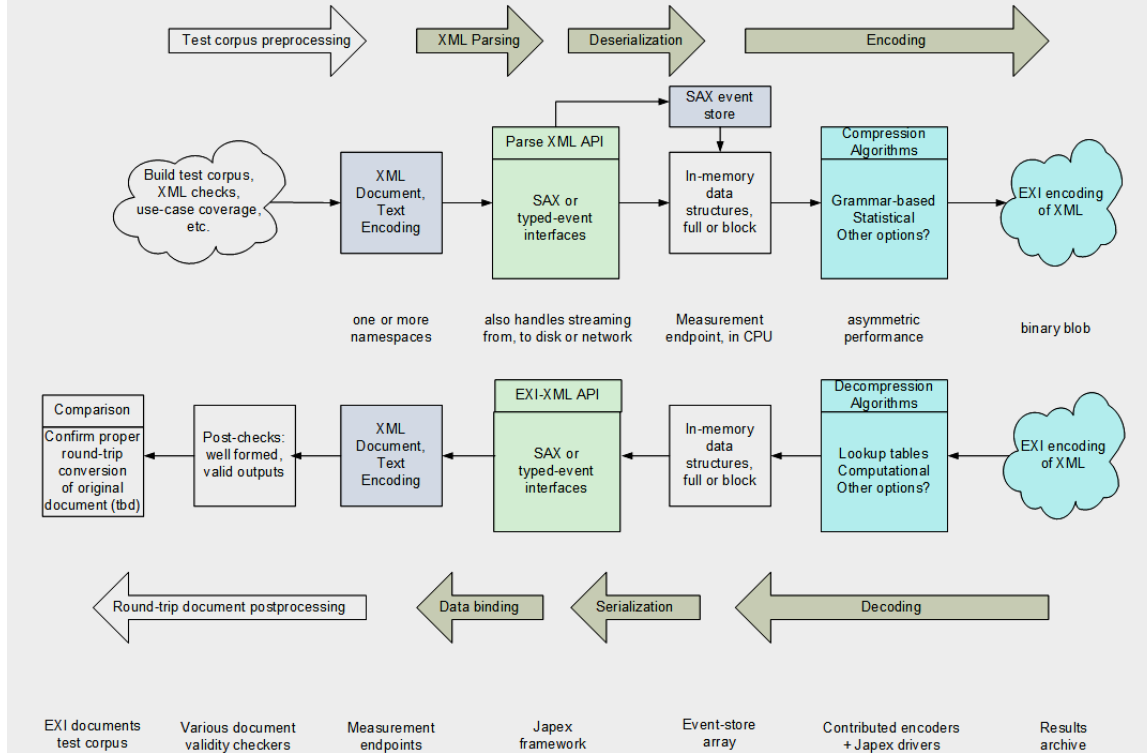 Test corpus preprocessing
XML Parsing
Deserialization
Encoding
SAX event
store
Build test corpus,
XML checks,
use-case coverage,
etc.
XML
Document,
Text
Encoding
Parse XML API
SAX or
typed-event
interfaces
In-memory
data
structures,
full or block
Compression
Algorithms
Grammar-based
Statistical
Other options?
EXI encoding
of XML
one or more
namespaces
also handles streaming
from, to disk or network
Measurement
endpoint, in CPU
asymmetric
performance
binary blob
Comparison
Confirm proper
round-trip
conversion
of original
document (tbd)
Post-checks:
well formed,
valid outputs
XML
Document,
Text
Encoding
EXI-XML API
SAX or
typed-event
interfaces
In-memory
data
structures,
full or block
Decompression
Algorithms
Lookup tables
Computational
Other options?
EXI encoding
of XML
Round-trip document postprocessing
Data binding
Serialization
Decoding
EXI documents
test corpus
Various document
validity checkers
Measurement
endpoints
Japex
framework
Event-store
array
Contributed encoders
+ Japex drivers
Results
archive